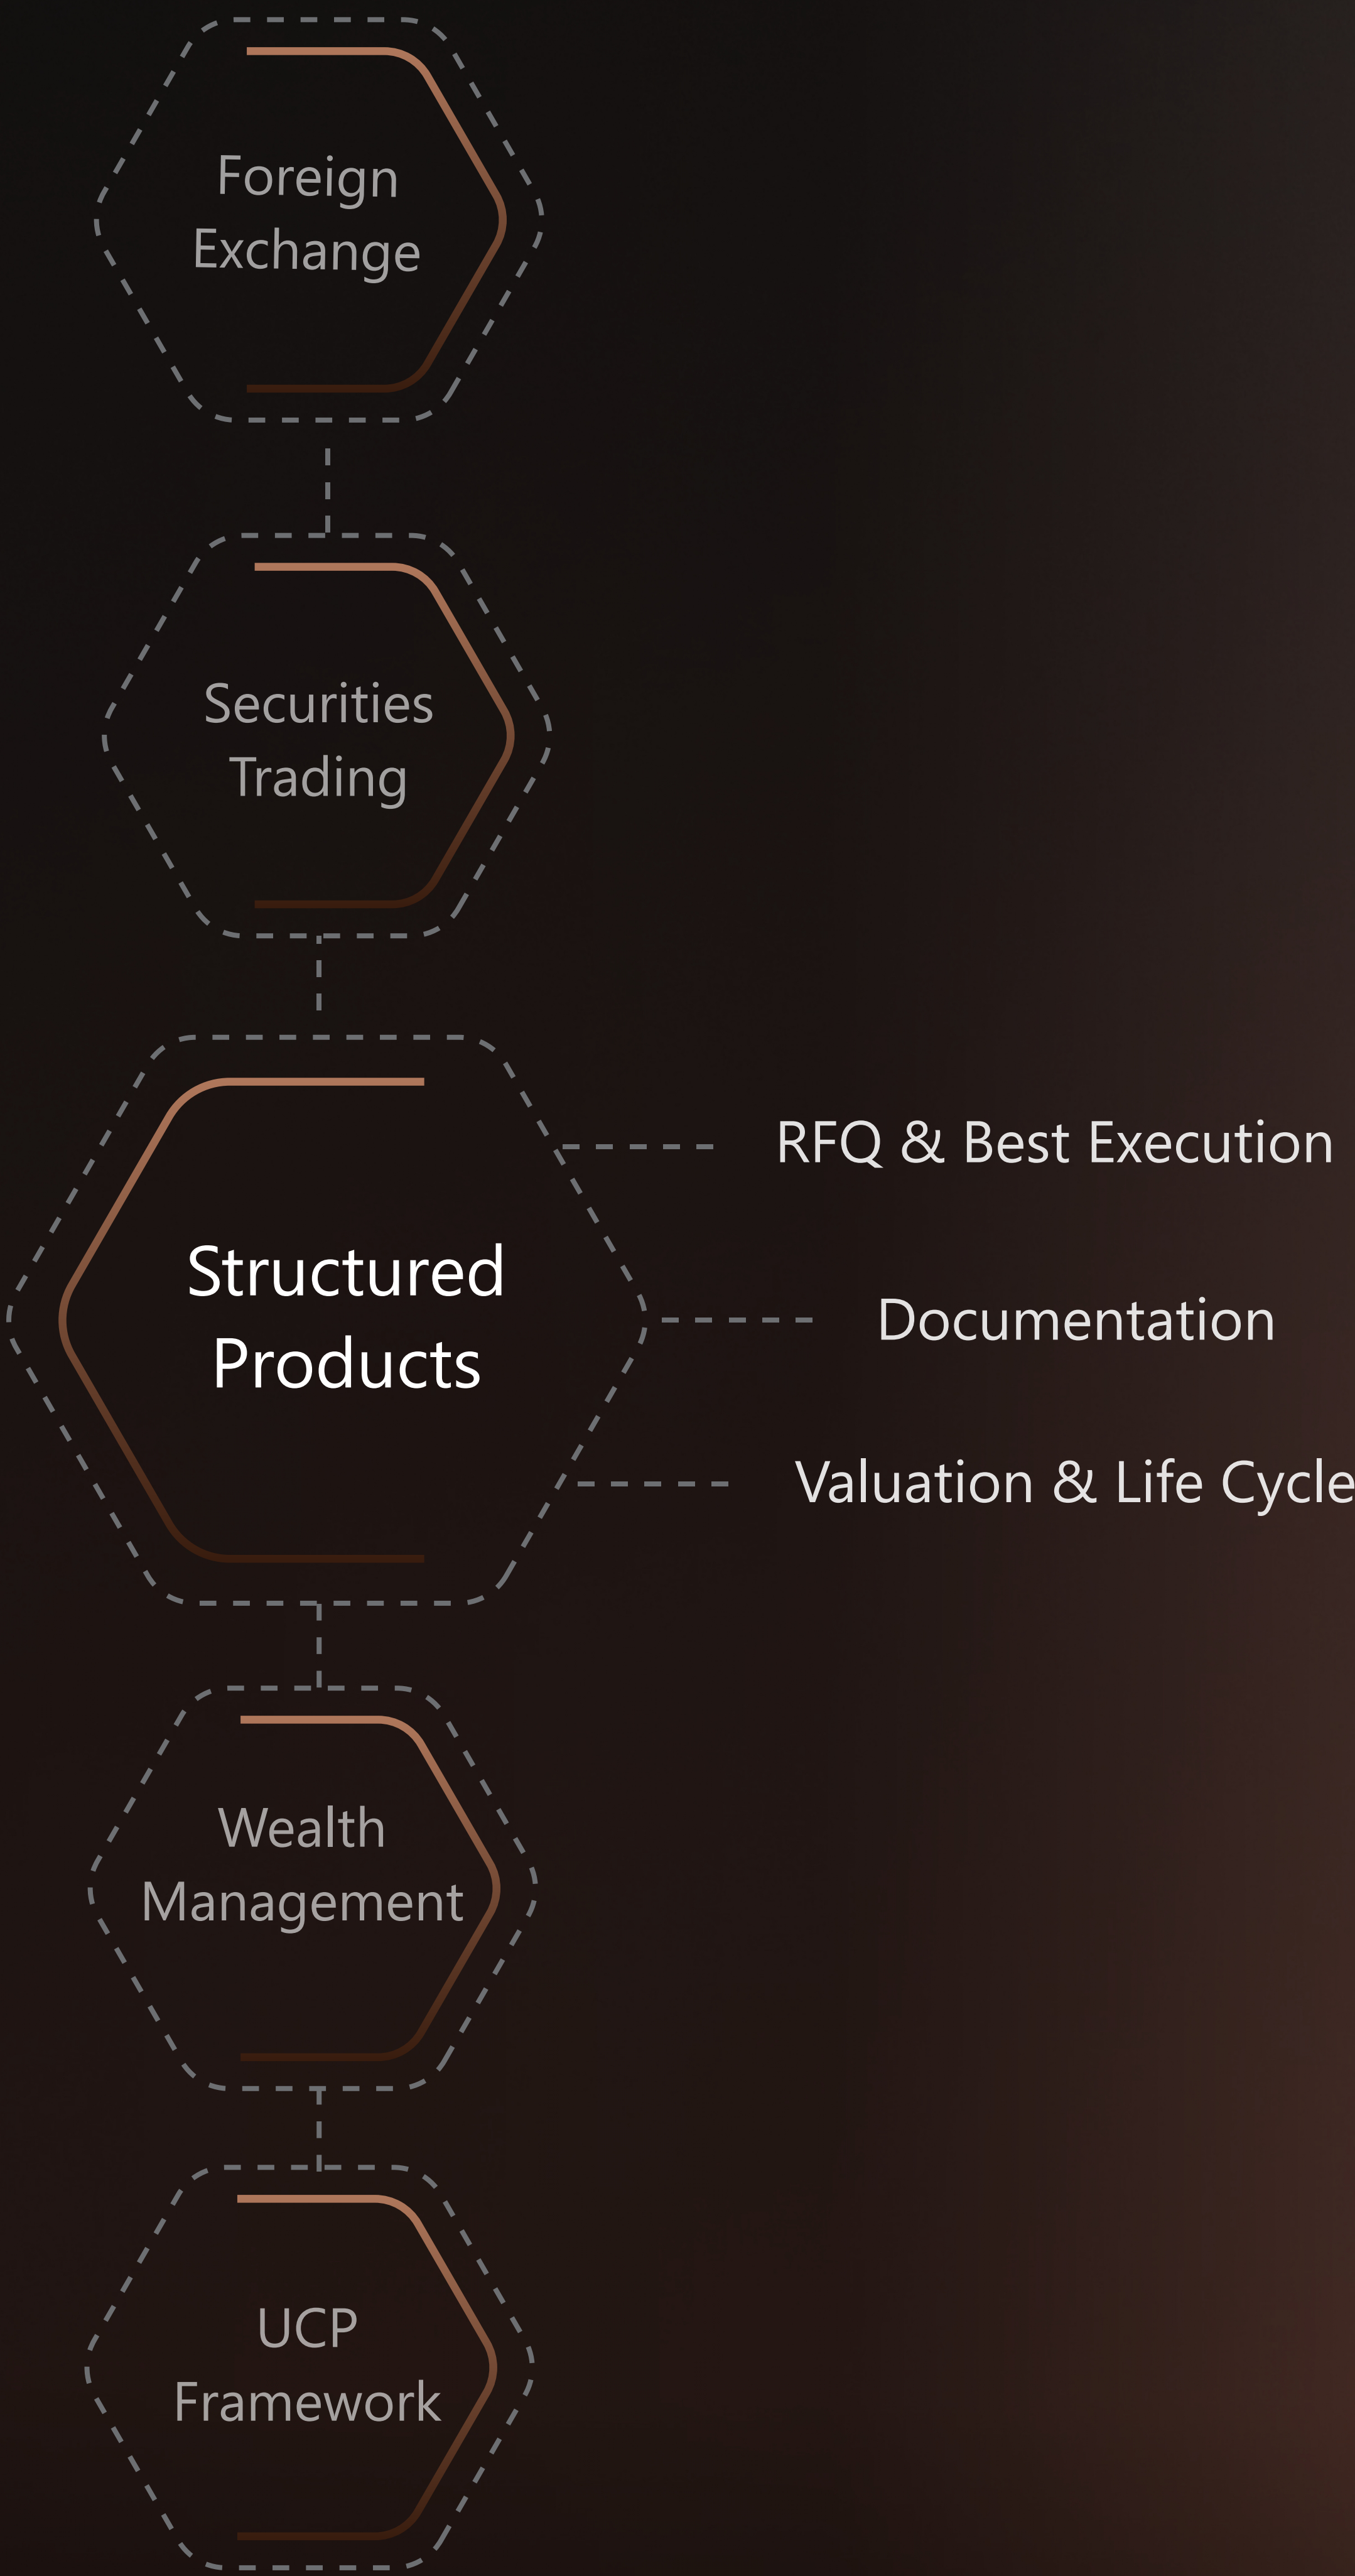 Foreign
Exchange
Securities
Trading
Structured
Products
RFQ & Best Execution
Documentation
Valuation & Life Cycle
Wealth
Management
UCP
Framework